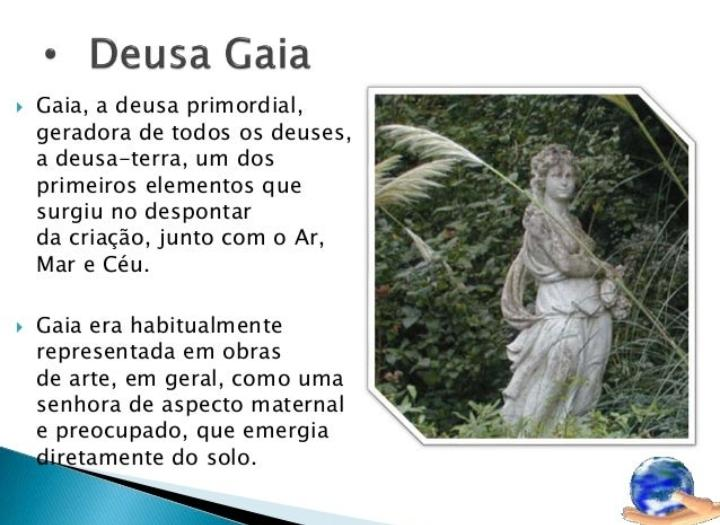 • Deusa Gaia
Gaia, a deusa primordial,
geradora de todos os deuses,
a deusa-terra, um dos
primeiros elementos que
surgiu no despontar
da criação, junto com o Ar,
Mar e Céu.
Gaia era habitualmente
representada em obras
de arte, em geral, como uma
senhora de aspecto maternal
e preocupado, que emergia
diretamente do solo.